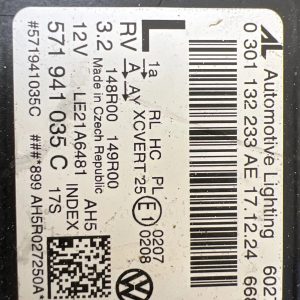 AL Automotive Lighting 602
0 301 132 233 AE 17.12.24 668
L 1a RL HC PL 0207
RV A AY XCVERT 25 E1 0208
3.2 148R00 149R00
Made in Czech Republic
12V LE21A6481 AH5
571 941 035 C INDEX 17S
#571941035C ###*899 AH5R027250A*